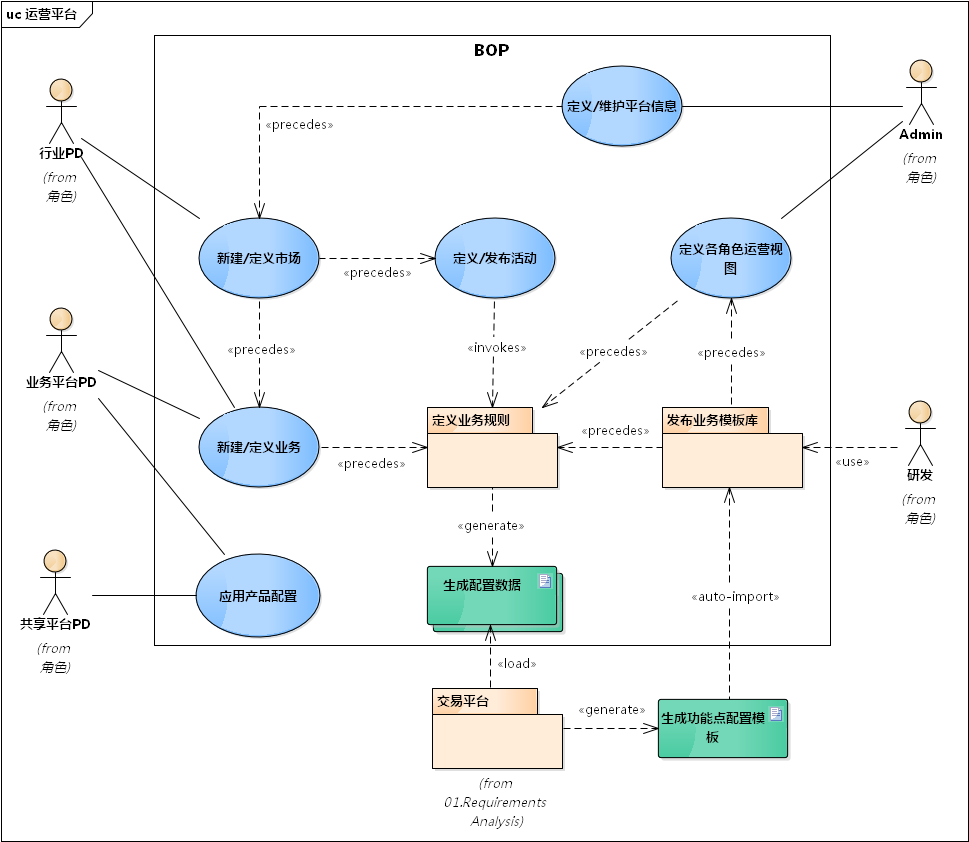 uc 运营平台
BOP
定义/维护平台信息
«precedes»
行业PD
(from
角色)
Admin
(from
角色)
新建/定义市场
«precedes»
定义/发布活动
定义各角色运营视
图
«precedes»
«invokes»
«precedes»
«precedes»
业务平台PD
(from
角色)
新建/定义业务
«precedes»
定义业务规则
«precedes»
发布业务模板库
«use»
研发
(from
角色)
«generate»
生成配置数据
应用产品配置
共享平台PD
(from
角色)
«auto-import»
«load»
交易平台
«generate»
生成功能点配置模
板
(from
01.Requirements
Analysis)